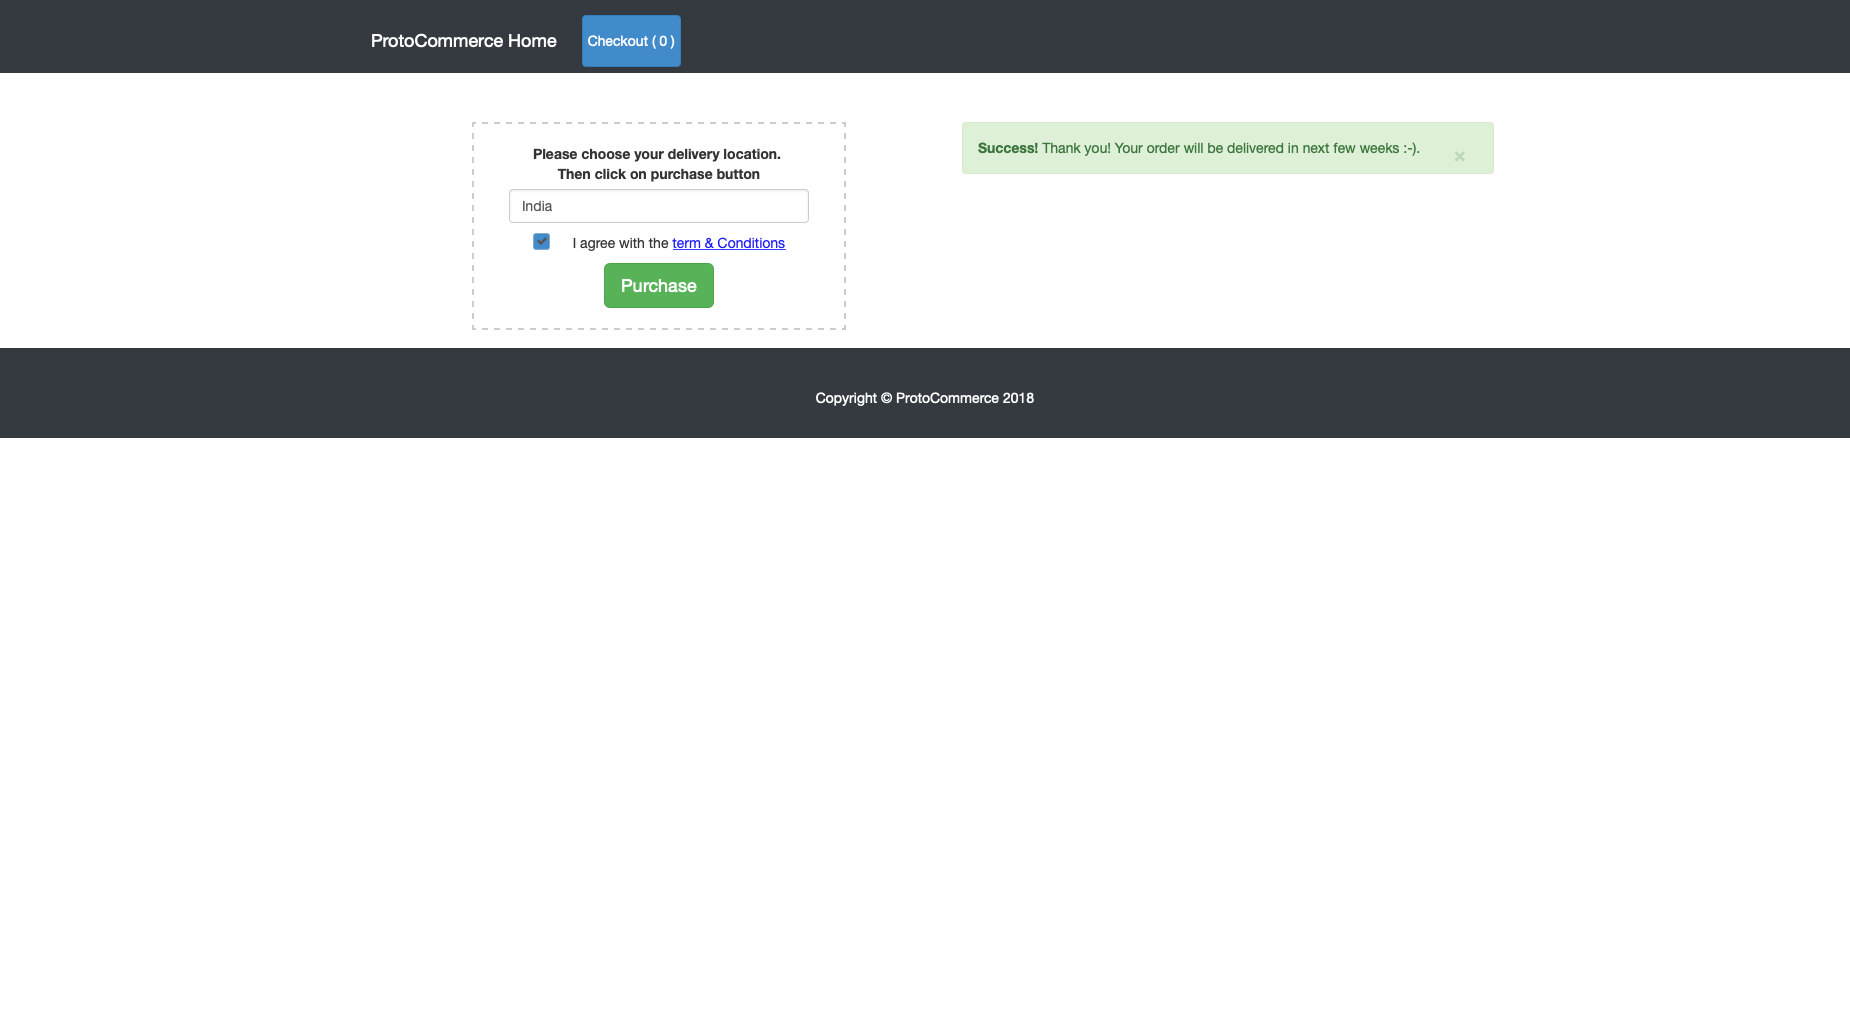 ProtoCommerce Home
Checkout ( 0 )
Please choose your delivery location.
Then click on purchase button
India
I agree with the term & Conditions
Purchase
Success! Thank you! Your order will be delivered in next few weeks :-).
×
Copyright © ProtoCommerce 2018